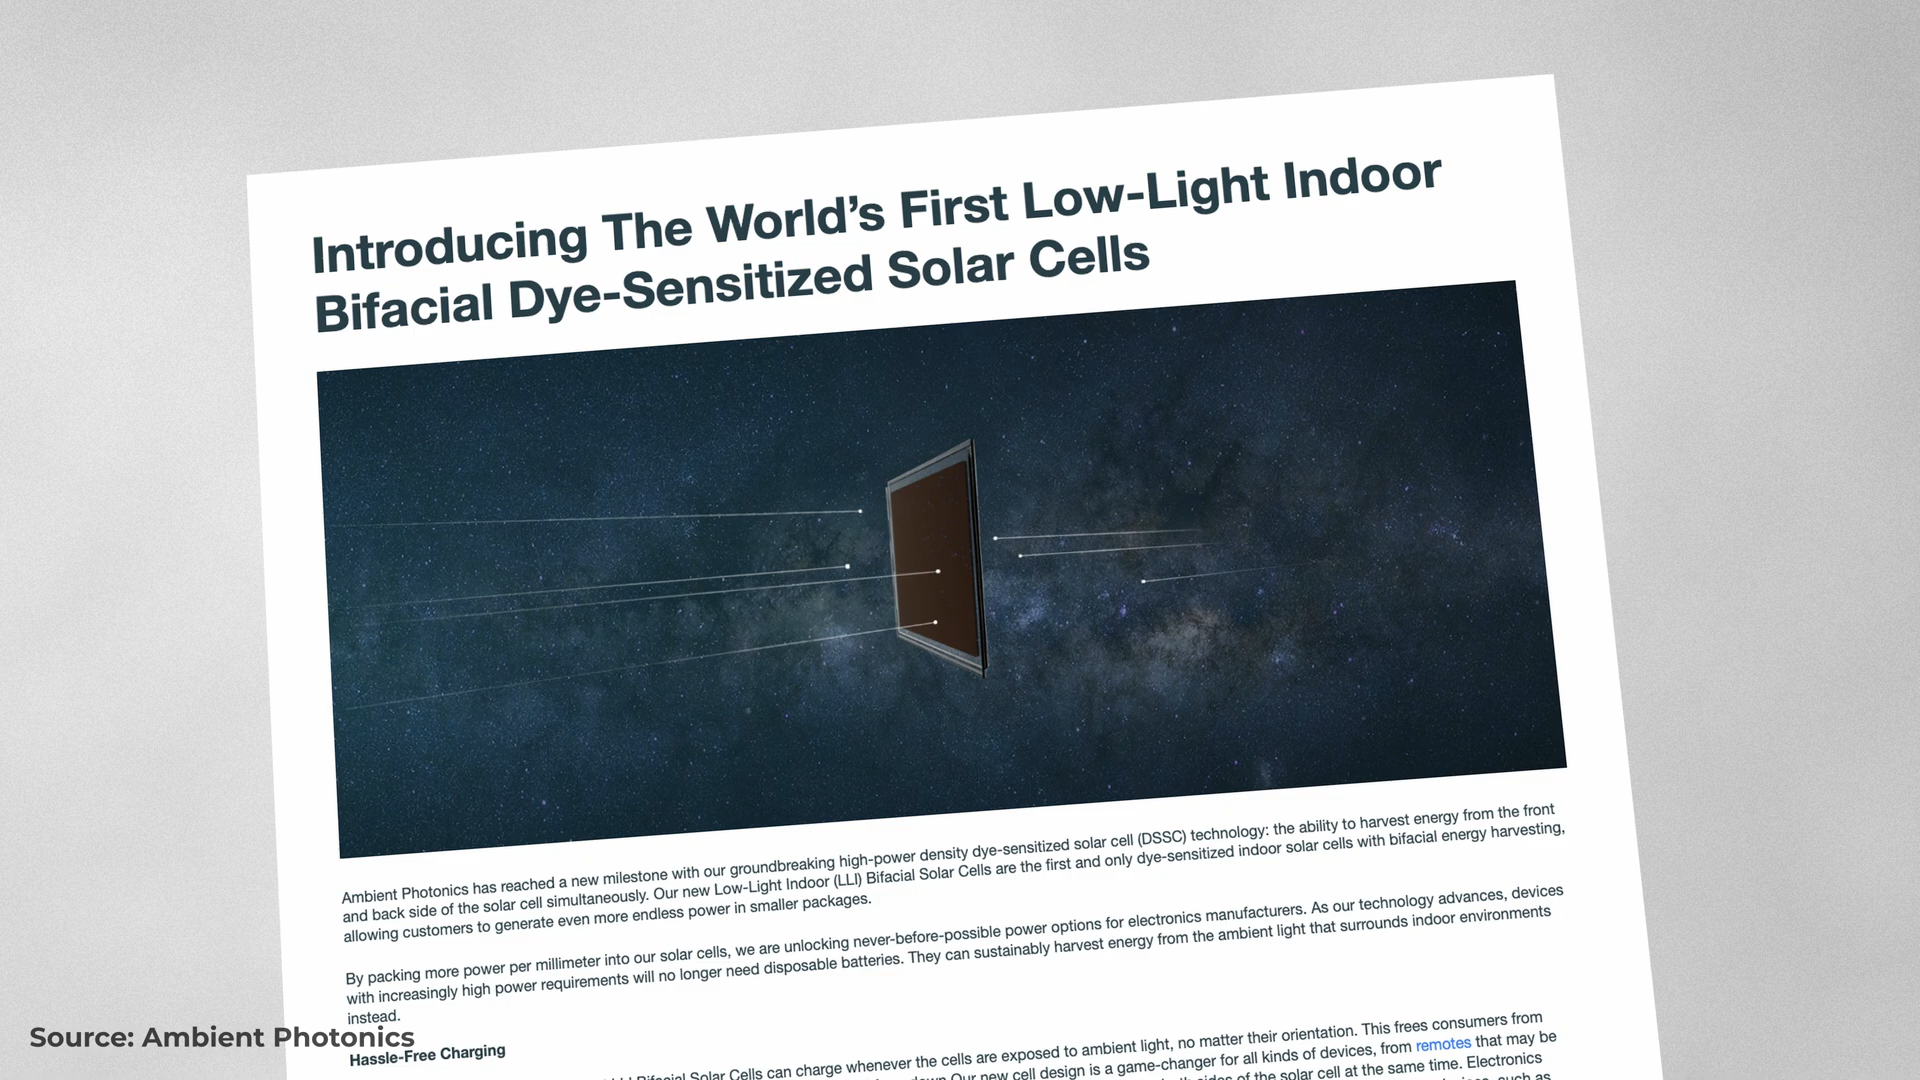 Introducing The World's First Low-Light Indoor
Bifacial Dye-Sensitized Solar Cells
Ambient Photonics has reached a new milestone with our groundbreaking high-power density dye-sensitized solar cell (DSSC) technology: the ability to harvest energy from the front
and back side of the solar cell simultaneously. Our new Low-Light Indoor (LLI) Bifacial Solar Cells are the first and only dye-sensitized indoor solar cells with bifacial energy harvesting,
allowing customers to generate even more endless power in smaller packages.
By packing more power per millimeter into our solar cells, we are unlocking never-before-possible power options for electronics manufacturers. As our technology advances, devices
with increasingly high power requirements will no longer need disposable batteries. They can sustainably harvest energy from the ambient light that surrounds indoor environments
instead.
Source: Ambient Photonics
Hassle-Free Charging
Bifacial Solar Cells can charge whenever the cells are exposed to ambient light, no matter their orientation. This frees consumers from
Our new cell design is a game-changer for all kinds of devices, from remotes that may be
sides of the solar cell at the same time. Electronics
such as